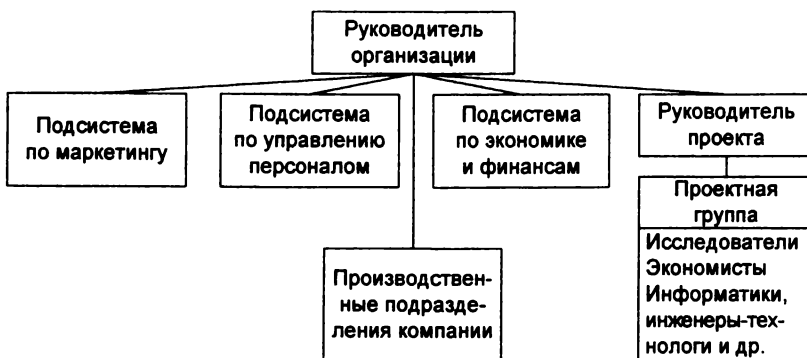 Руководитель
организации
Подсистема
по маркетингу
Подсистема
по управлению
персоналом
Подсистема
по экономике
и финансам
Руководитель
проекта
Проектная
группа
Исследователи
Экономисты
Информатики,
инженеры-тех-
нологи и др.
Производствен-
ные подразде-
ления компании